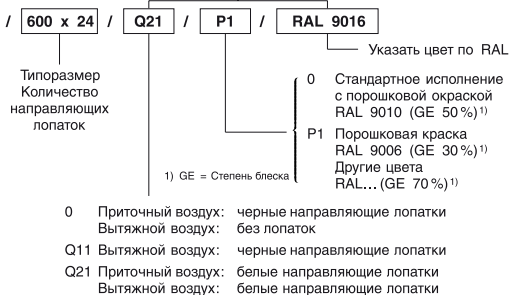 / 600 x 24 / Q21 / P1 / RAL 9016
Указать цвет по RAL
Типоразмер
Количество
направляющих
лопаток
0 Стандартное исполнение
с порошковой окраской
RAL 9010 (GE 50 %)¹⁾
P1 Порошковая краска
RAL 9006 (GE 30 %)¹⁾
Другие цвета
RAL... (GE 70 %)¹⁾
1) GE = Степень блеска
0 Приточный воздух: черные направляющие лопатки
Вытяжной воздух: без лопаток
Q11 Вытяжной воздух: черные направляющие лопатки
Q21 Приточный воздух: белые направляющие лопатки
Вытяжной воздух: белые направляющие лопатки